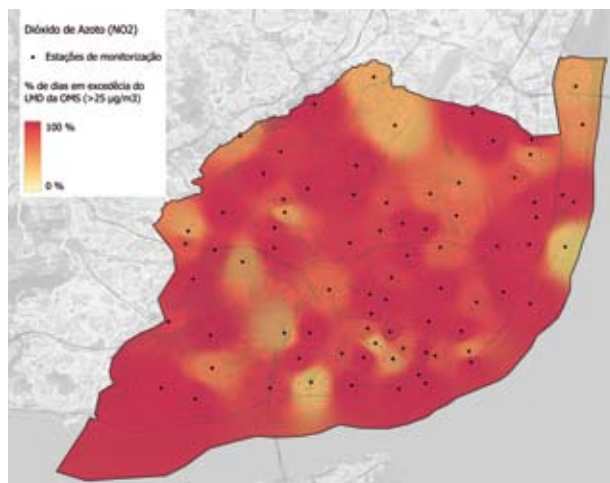 Dióxido de Azoto (NO2)
Estações de monitorização
% de dias em excedêcia do
LMD da OMS (>25 µg/m3)
100 %
0 %